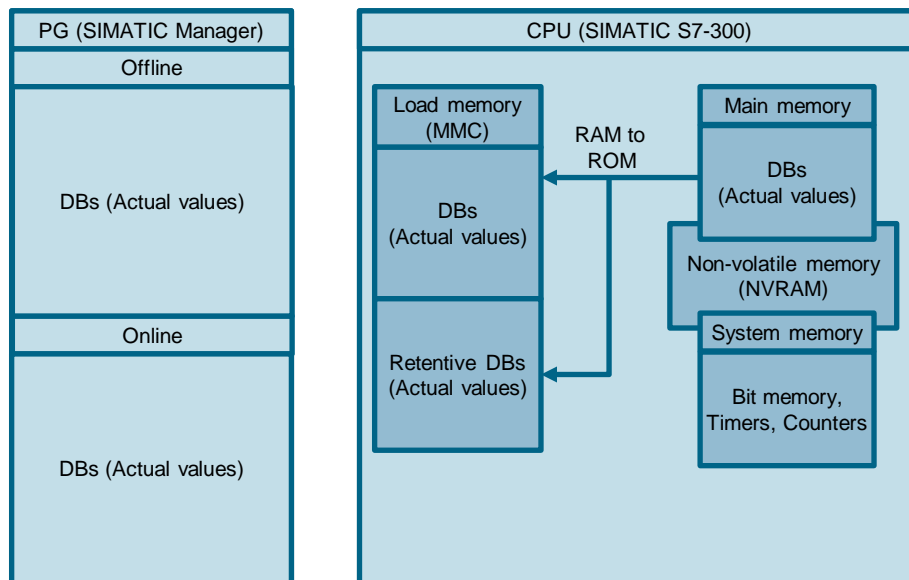 PG (SIMATIC Manager)
Offline
DBs (Actual values)
Online
DBs (Actual values)
CPU (SIMATIC S7-300)
Load memory
(MMC)
DBs
(Actual values)
Retentive DBs
(Actual values)
RAM to
ROM
Main memory
DBs
(Actual values)
Non-volatile memory
(NVRAM)
System memory
Bit memory,
Timers, Counters